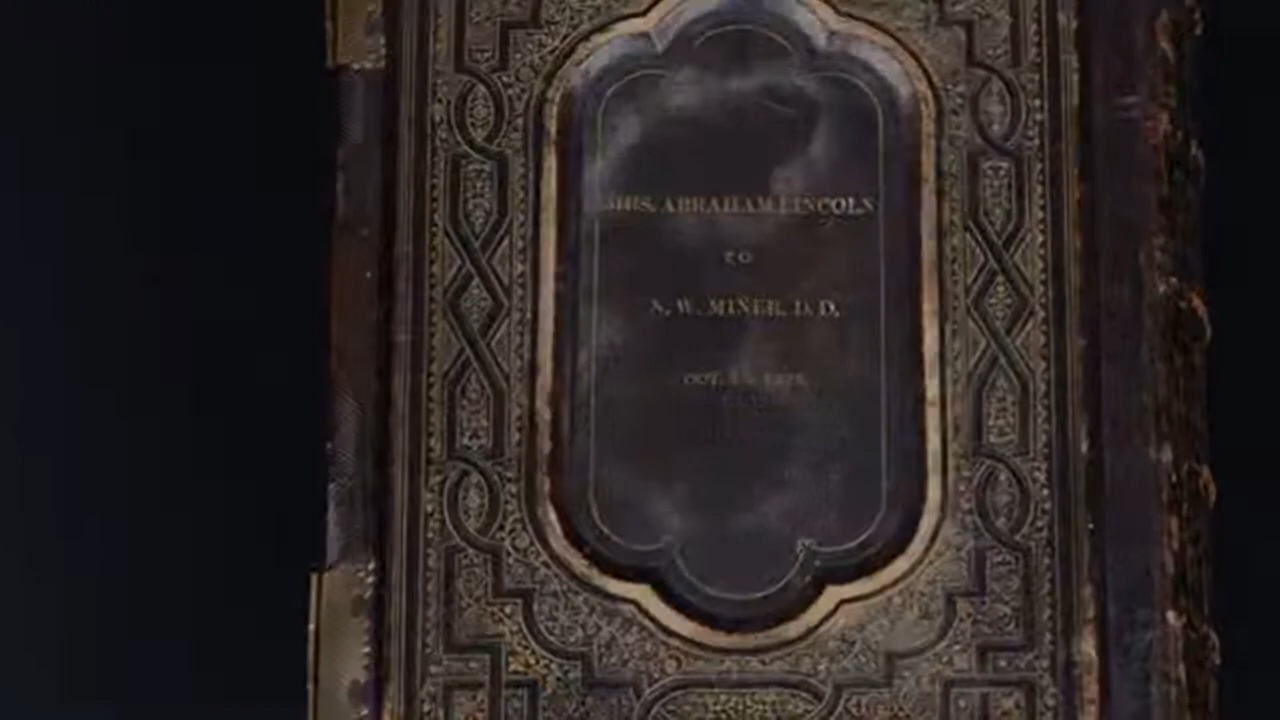 MRS. ABRAHAM LINCOLN
TO
N. W. MINER, D. D.
OCT.